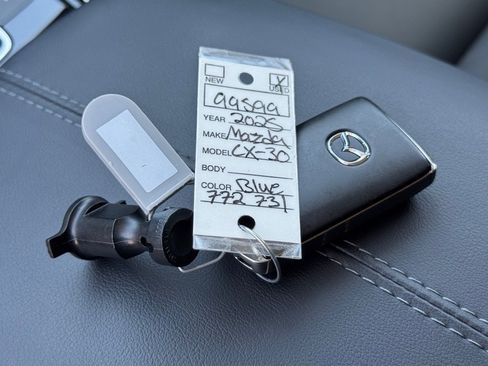 NEW USED
99599
YEAR 2025
MAKE Mazda
MODEL CX-30
BODY
COLOR Blue
772 731